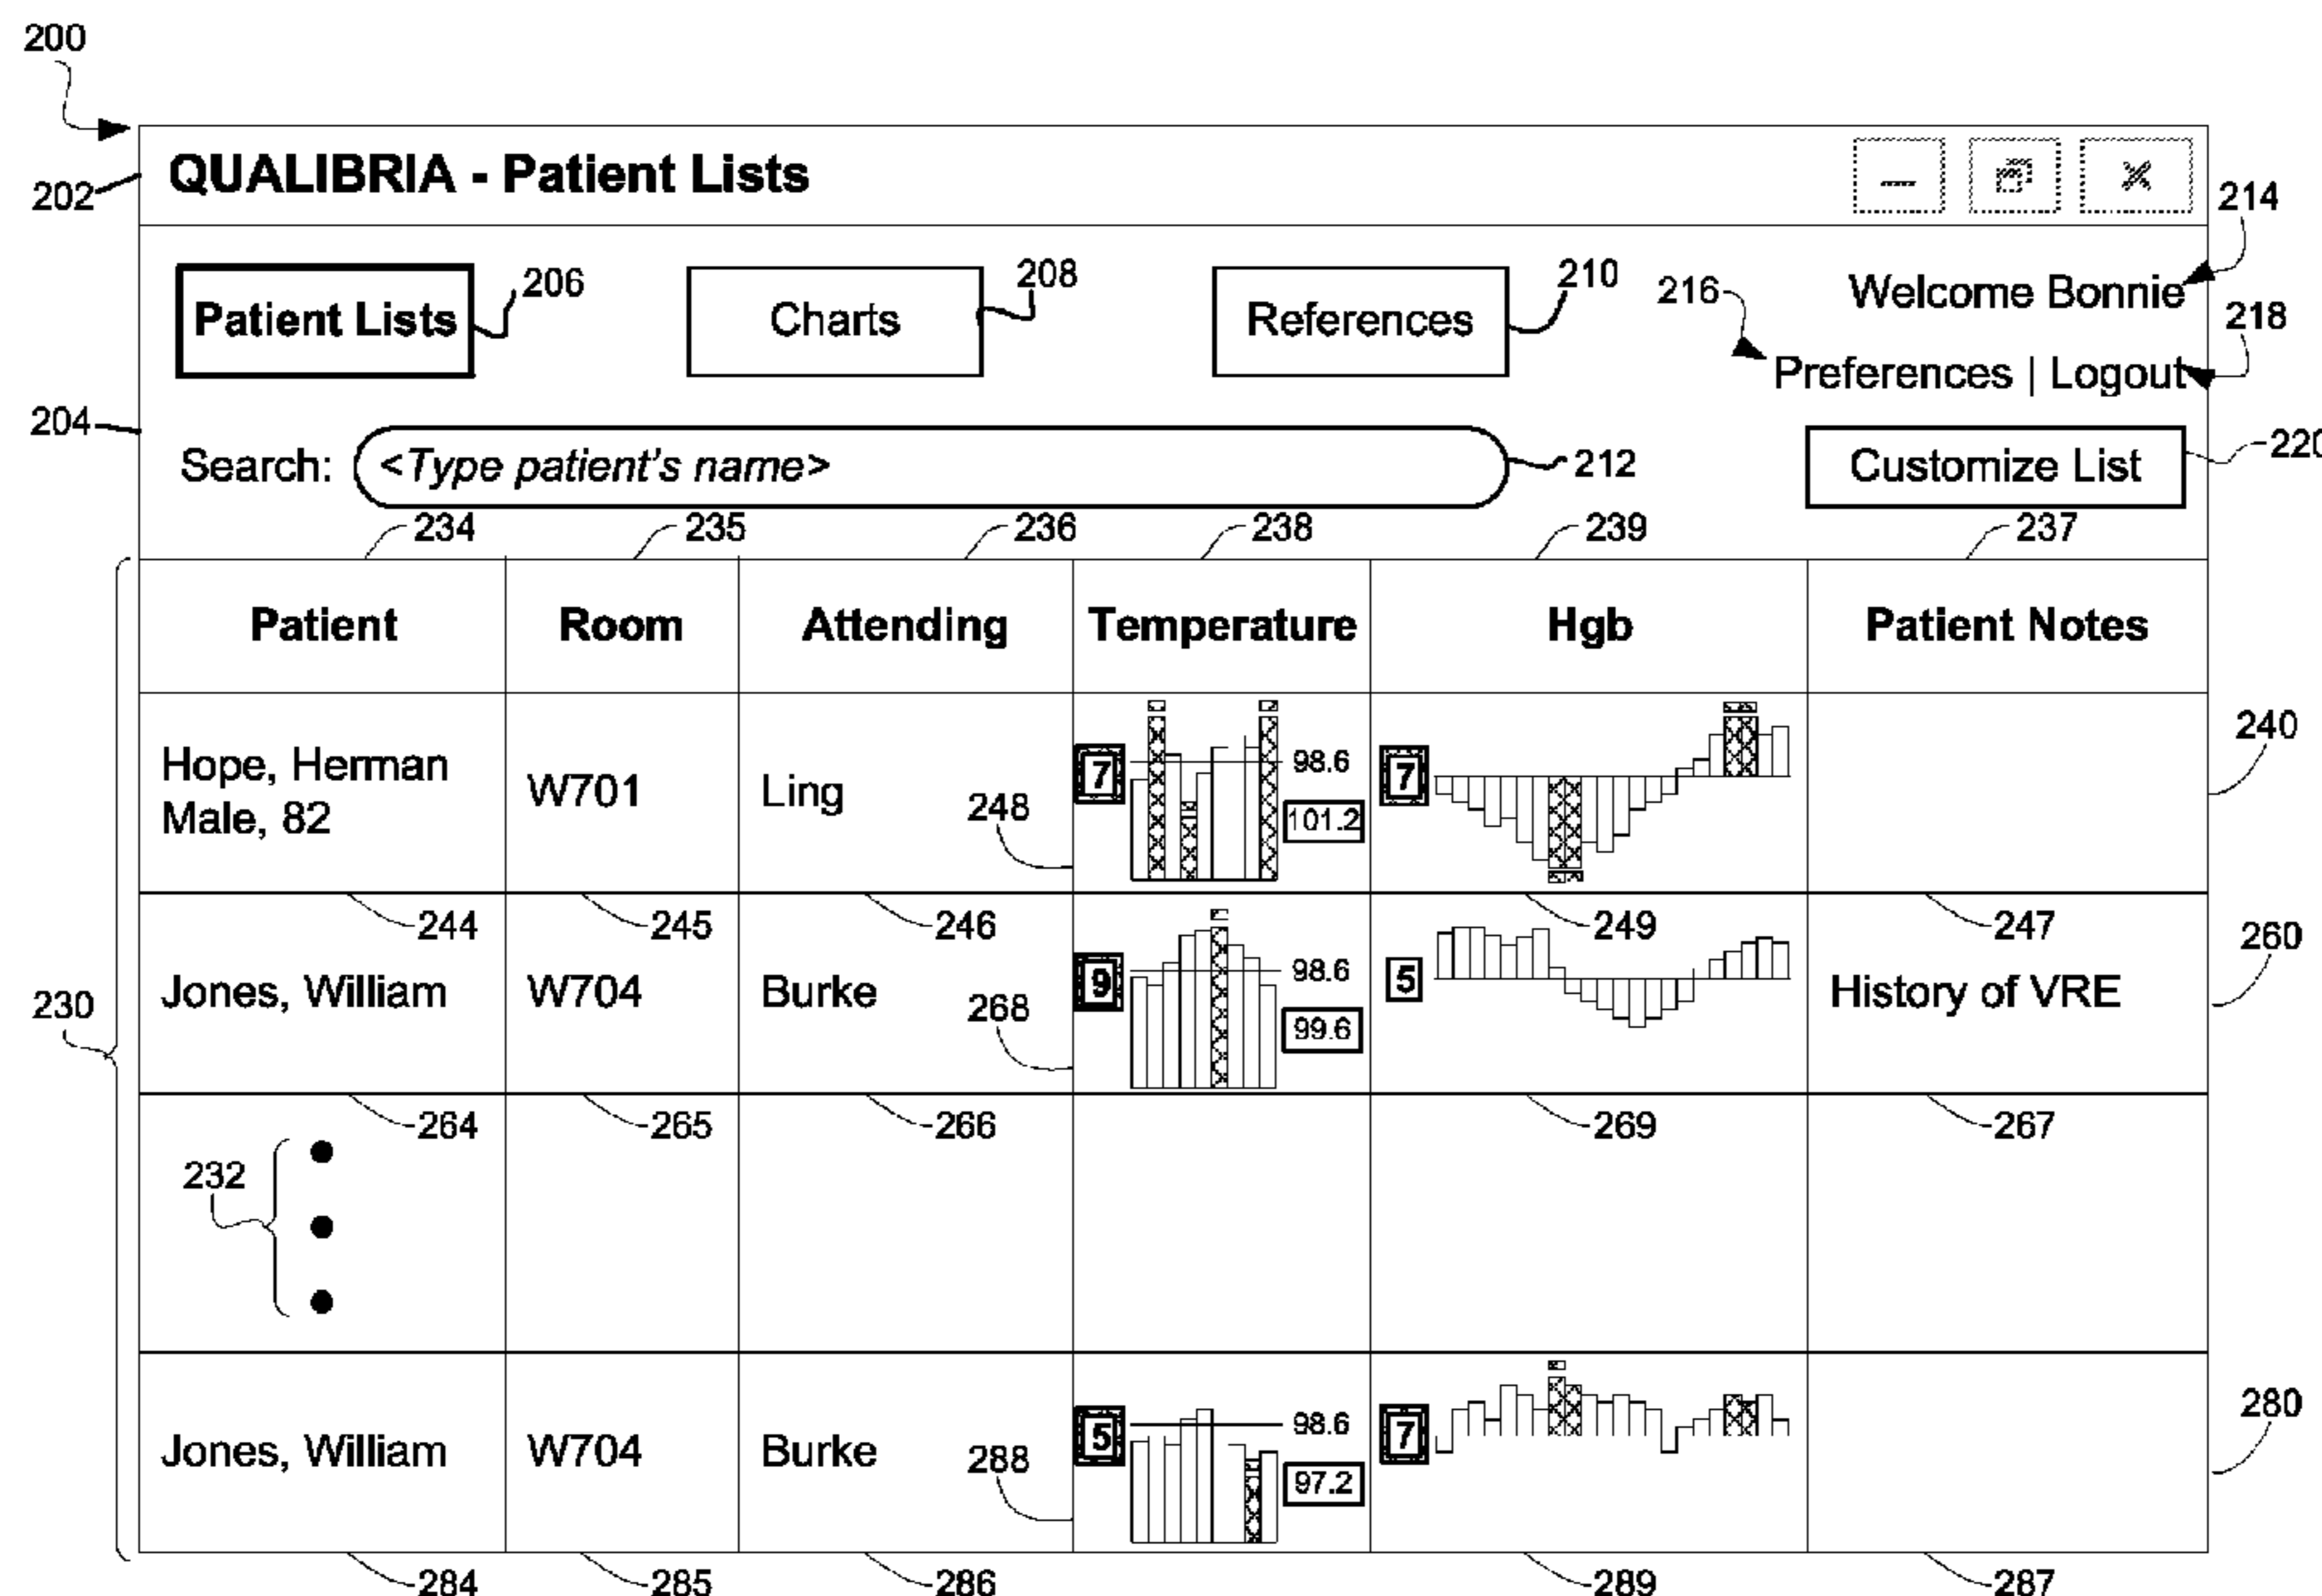 200
202
QUALIBRIA - Patient Lists
214
Patient Lists
206
Charts
208
References
210
216
Welcome Bonnie
218
Preferences | Logout
204
Search:
<Type patient's name>
212
Customize List
220
234
235
236
238
239
237
Patient
Room
Attending
Temperature
Hgb
Patient Notes
Hope, Herman
Male, 82
W701
Ling
248
7
98.6
101.2
7
240
244
245
246
249
247
230
Jones, William
W704
Burke
268
9
98.6
99.6
5
History of VRE
260
264
265
266
269
267
232
Jones, William
W704
Burke
288
5
98.6
97.2
7
280
284
285
286
289
287